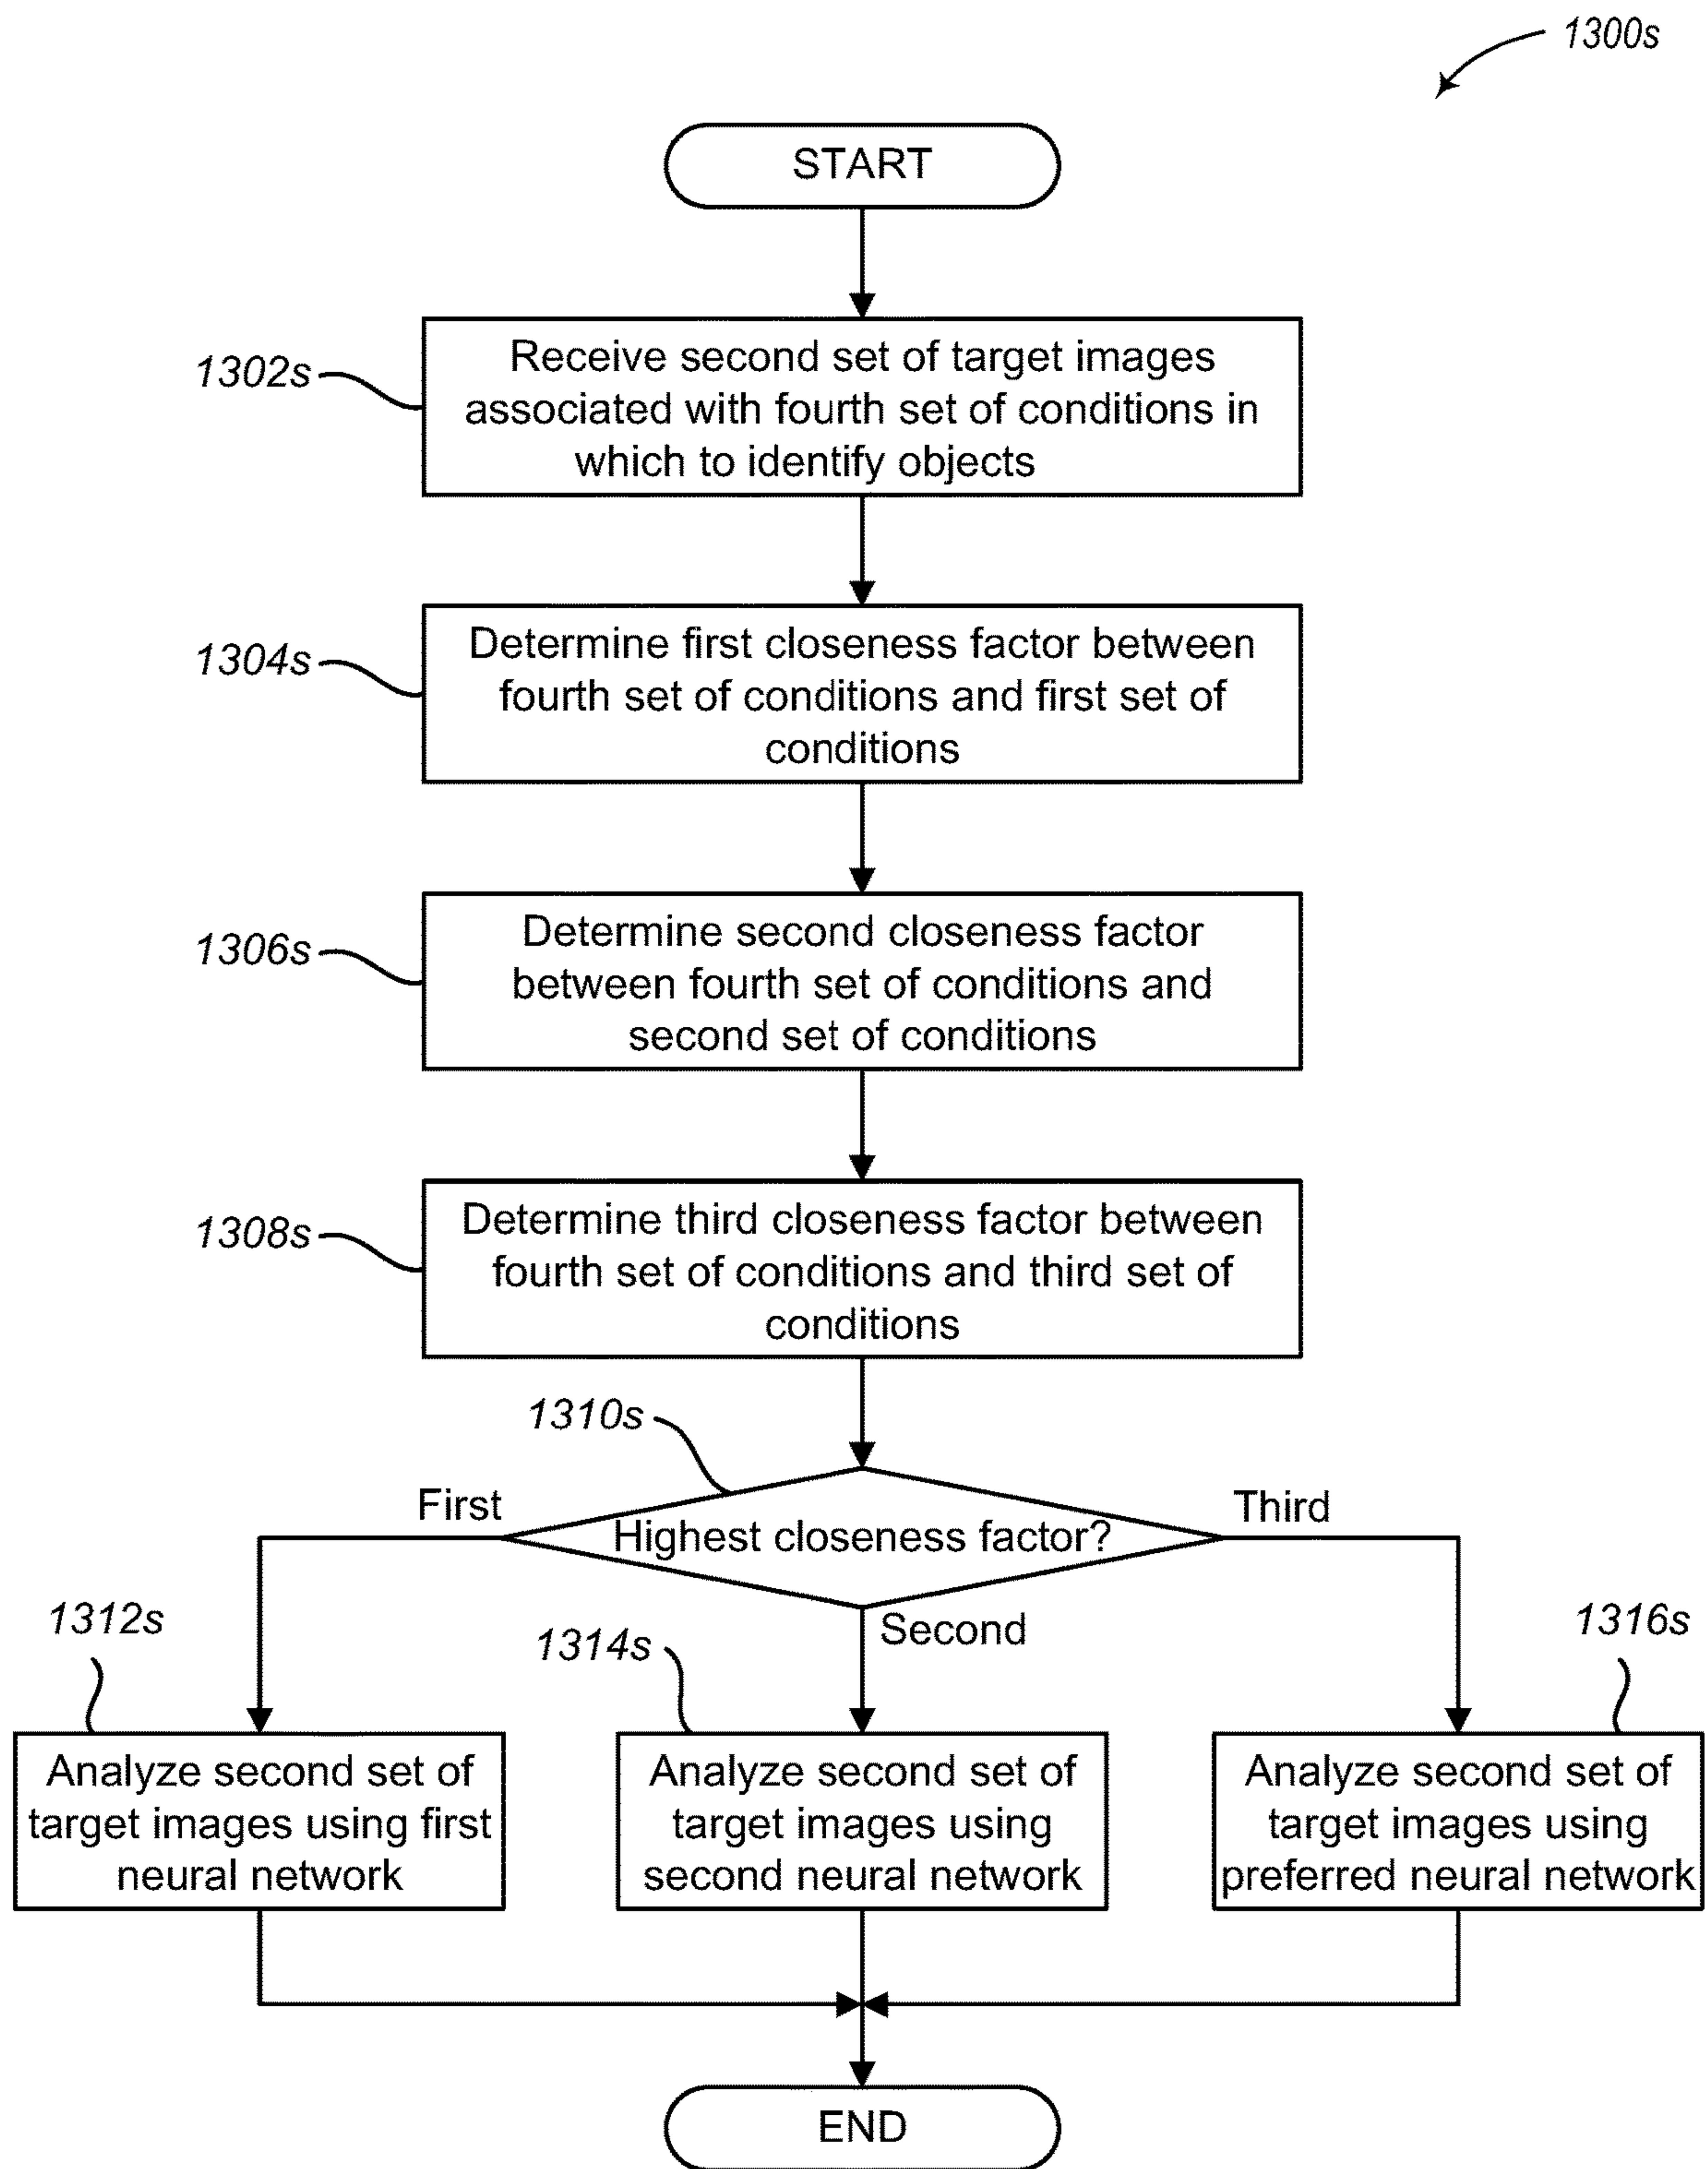 1300s
START
1302s
Receive second set of target images
associated with fourth set of conditions in
which to identify objects
1304s
Determine first closeness factor between
fourth set of conditions and first set of
conditions
1306s
Determine second closeness factor
between fourth set of conditions and
second set of conditions
1308s
Determine third closeness factor between
fourth set of conditions and third set of
conditions
1310s
First
Highest closeness factor?
Third
Second
1312s
Analyze second set of
target images using first
neural network
1314s
Analyze second set of
target images using
second neural network
1316s
Analyze second set of
target images using
preferred neural network
END